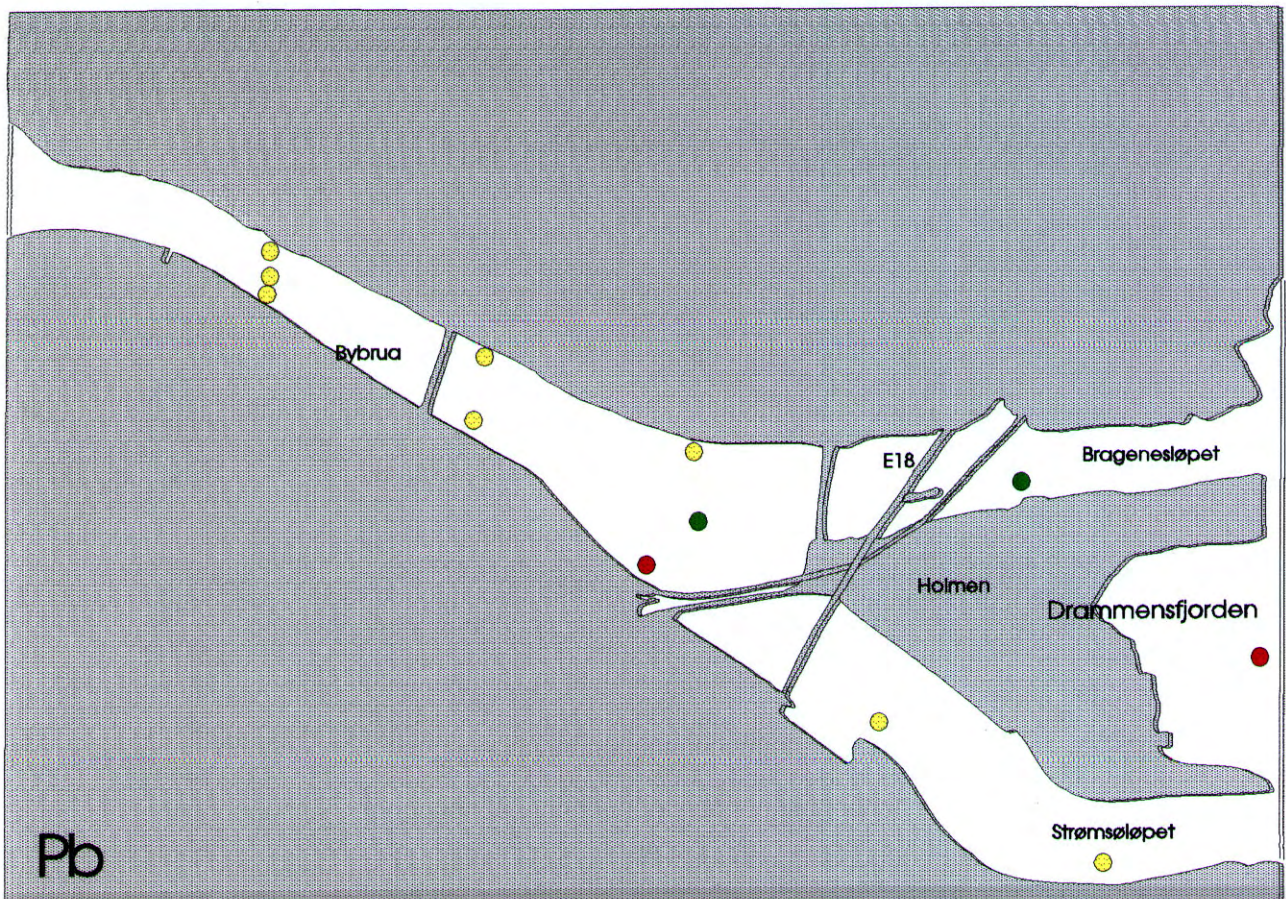 Bybrua
E18
Bragenesløpet
Holmen
Drammensfjorden
Strømsøløpet
Pb